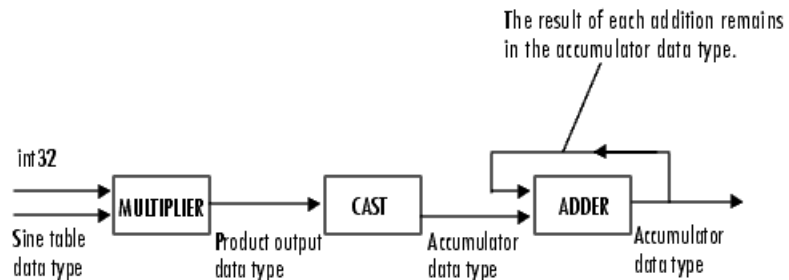 The result of each addition remains
in the accumulator data type.
int32
MULTIPLIER
CAST
ADDER
Sine table
data type
Product output
data type
Accumulator
data type
Accumulator
data type